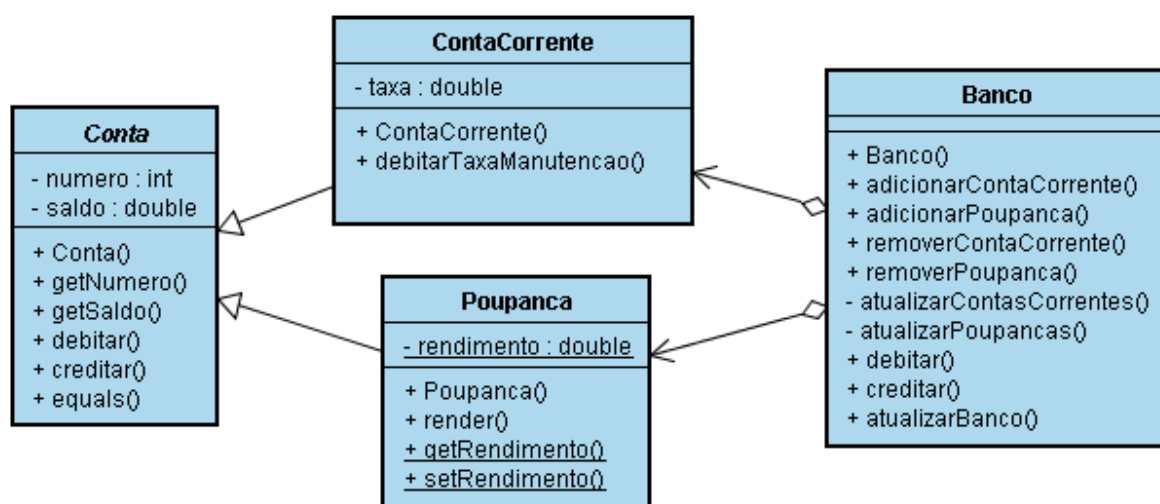 Conta
- numero : int
- saldo : double
+ Conta()
+ getNumero()
+ getSaldo()
+ debitar()
+ creditar()
+ equals()
ContaCorrente
- taxa : double
+ ContaCorrente()
+ debitarTaxaManutencao()
Poupanca
- rendimento : double
+ Poupanca()
+ render()
+ getRendimento()
+ setRendimento()
Banco
+ Banco()
+ adicionarContaCorrente()
+ adicionarPoupanca()
+ removerContaCorrente()
+ removerPoupanca()
- atualizarContasCorrentes()
- atualizarPoupancas()
+ debitar()
+ creditar()
+ atualizarBanco()